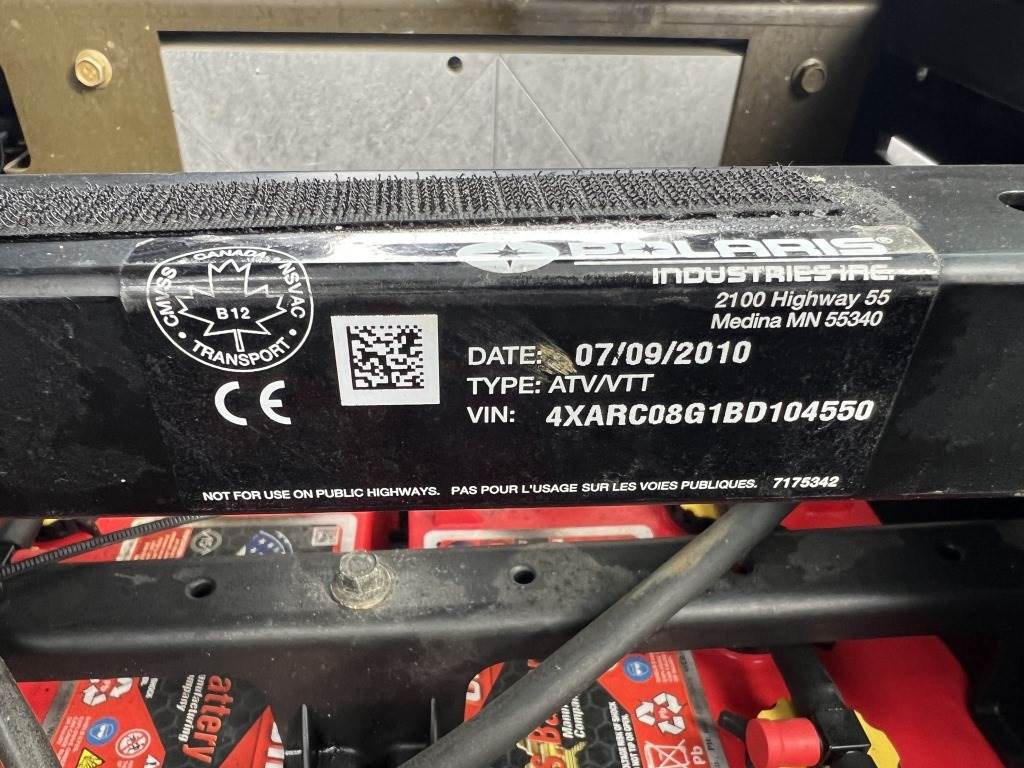 CANADA
CMVSS
NSVAC
B12
TRANSPORT
CE
POLARIS®
INDUSTRIES INC.
2100 Highway 55
Medina MN 55340
DATE: 07/09/2010
TYPE: ATV/VTT
VIN: 4XARC08G1BD104550
NOT FOR USE ON PUBLIC HIGHWAYS. PAS POUR L'USAGE SUR LES VOIES PUBLIQUES. 7175342
attery
Pb